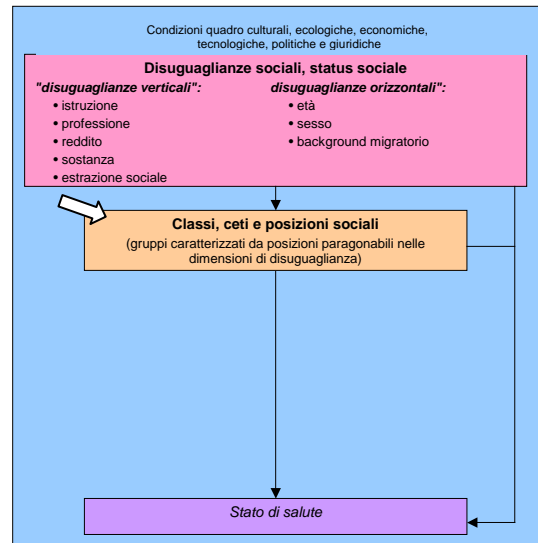 Condizioni quadro culturali, ecologiche, economiche,
tecnologiche, politiche e giuridiche
Disuguaglianze sociali, status sociale
"disuguaglianze verticali":
• istruzione
• professione
• reddito
• sostanza
• estrazione sociale
disuguaglianze orizzontali":
• età
• sesso
• background migratorio
Classi, ceti e posizioni sociali
(gruppi caratterizzati da posizioni paragonabili nelle
dimensioni di disuguaglianza)
Stato di salute